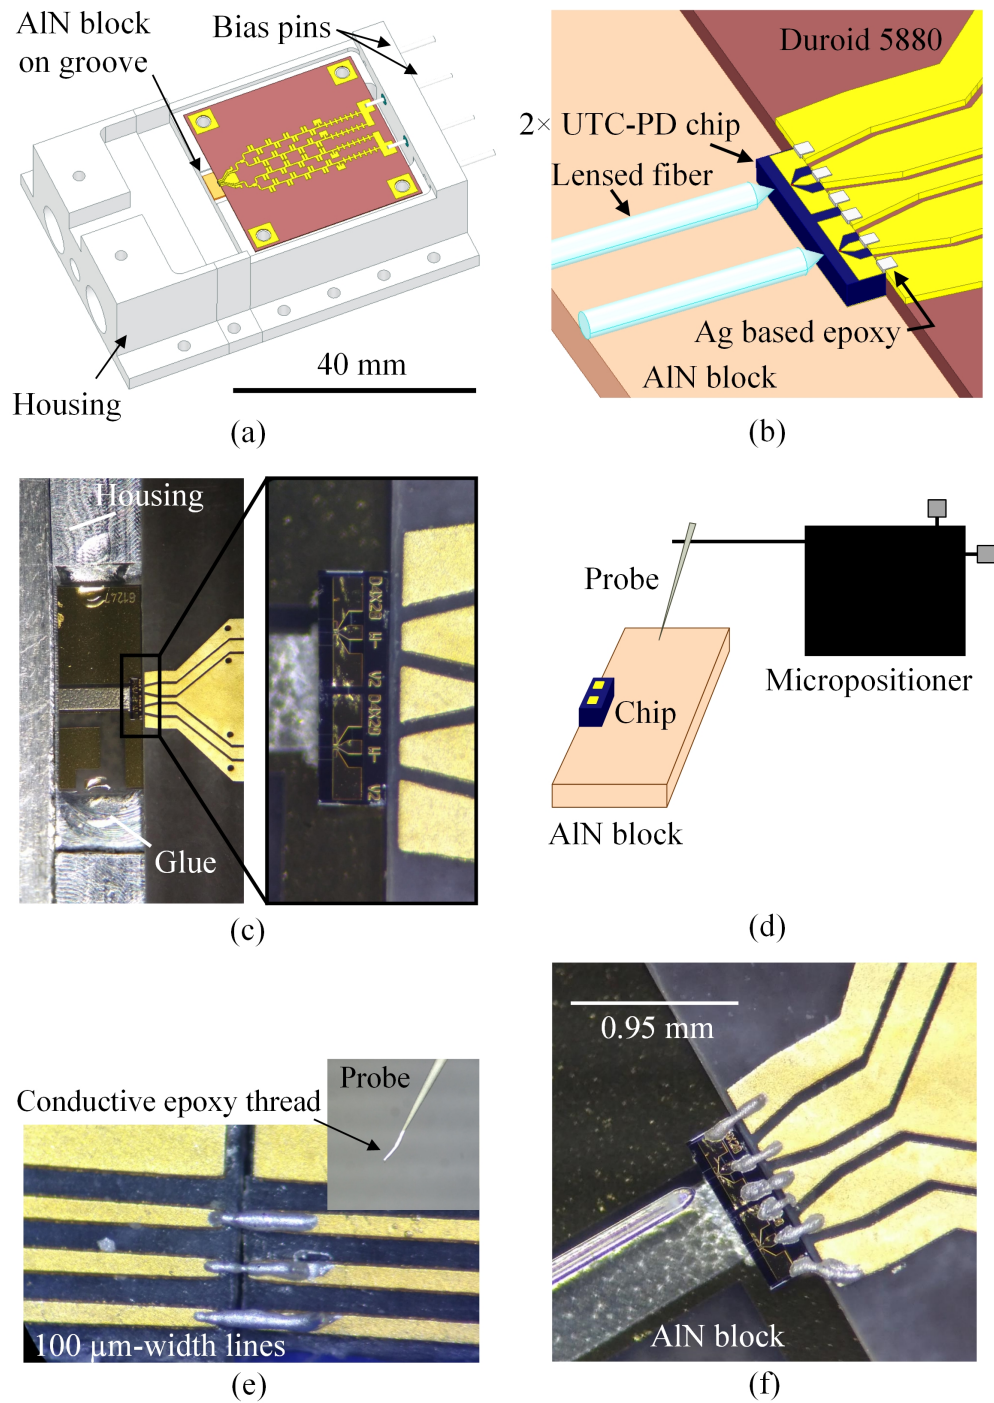 AlN block
on groove
Bias pins
Housing
40 mm
(a)
Duroid 5880
2× UTC-PD chip
Lensed fiber
Ag based epoxy
AlN block
(b)
Housing
61247
Glue
(c)
Probe
Chip
Micropositioner
AlN block
(d)
Probe
Conductive epoxy thread
100 µm-width lines
(e)
0.95 mm
AlN block
(f)